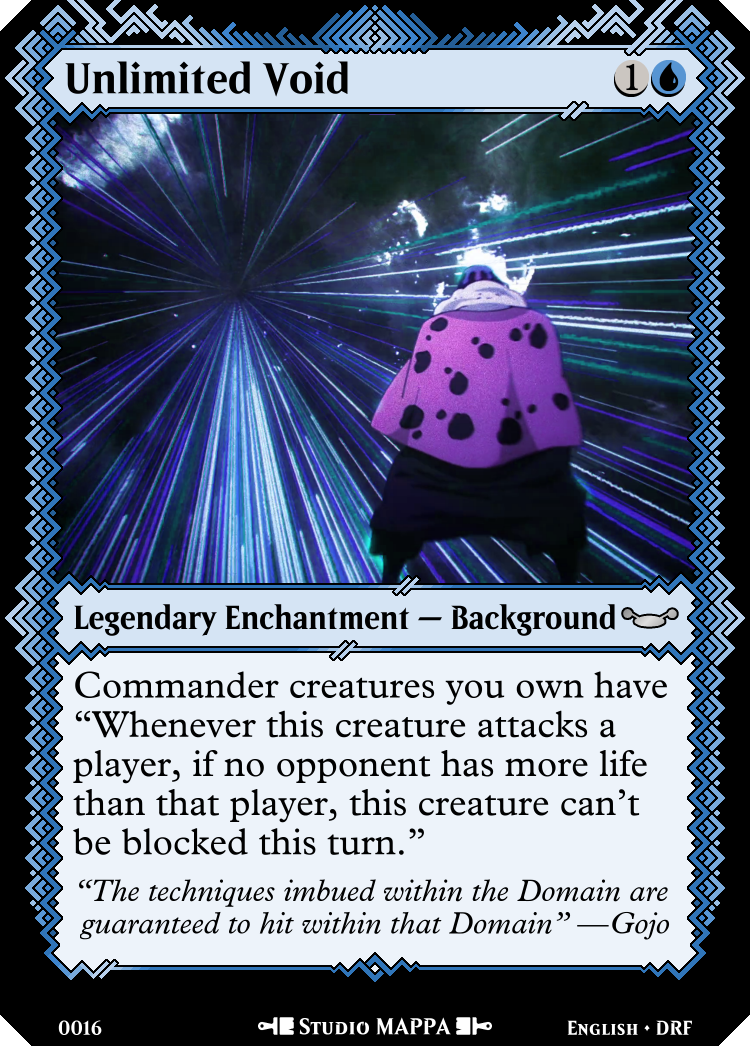 Unlimited Void 1
Legendary Enchantment — Background
Commander creatures you own have
“Whenever this creature attacks a
player, if no opponent has more life
than that player, this creature can’t
be blocked this turn.”
“The techniques imbued within the Domain are
guaranteed to hit within that Domain” —Gojo
0016 Studio MAPPA English • DRF